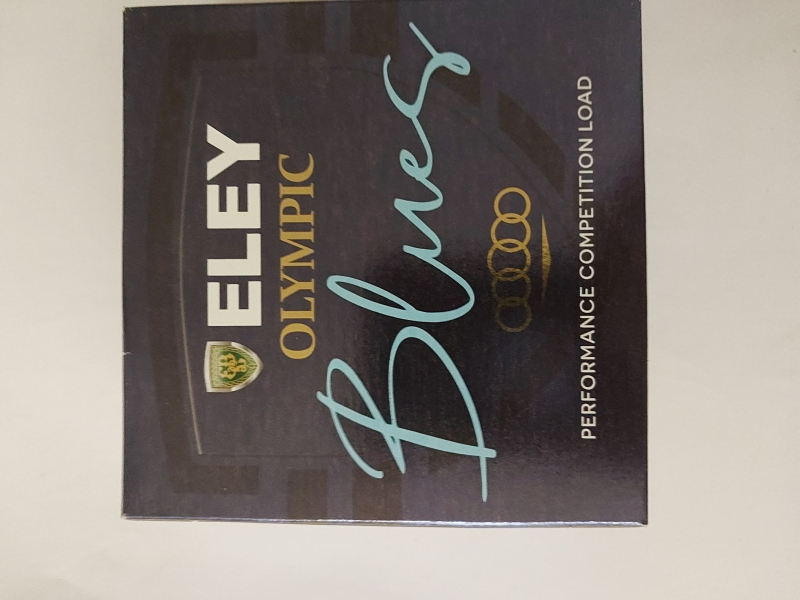 ELEY
OLYMPIC
Blues
PERFORMANCE COMPETITION LOAD